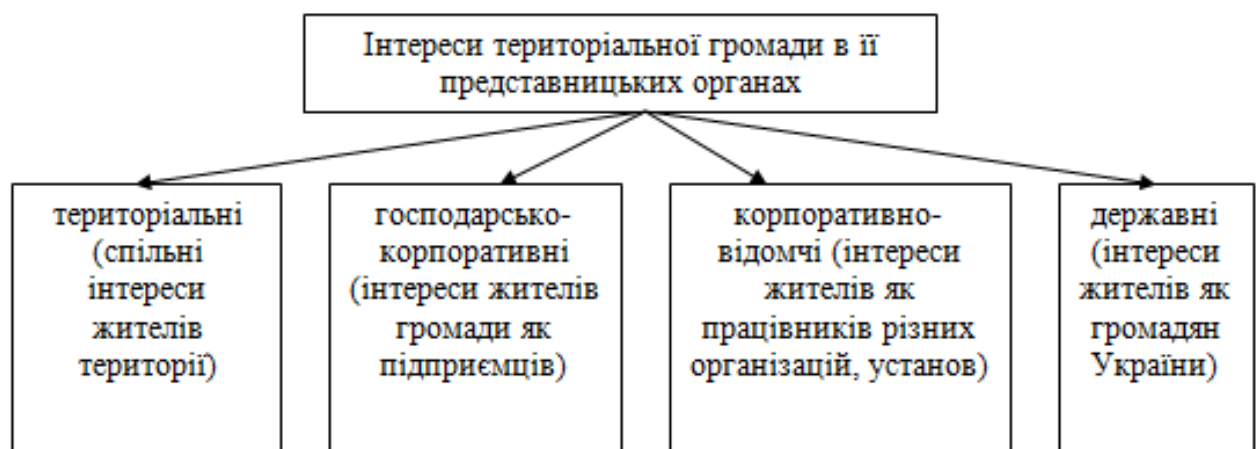 Інтереси територіальної громади в її
представницьких органах
територіальні
(спільні
інтереси
жителів
території)
господарсько-
корпоративні
(інтереси жителів
громади як
підприємців)
корпоративно-
відомчі (інтереси
жителів як
працівників різних
організацій, установ)
державні
(інтереси
жителів як
громадян
України)